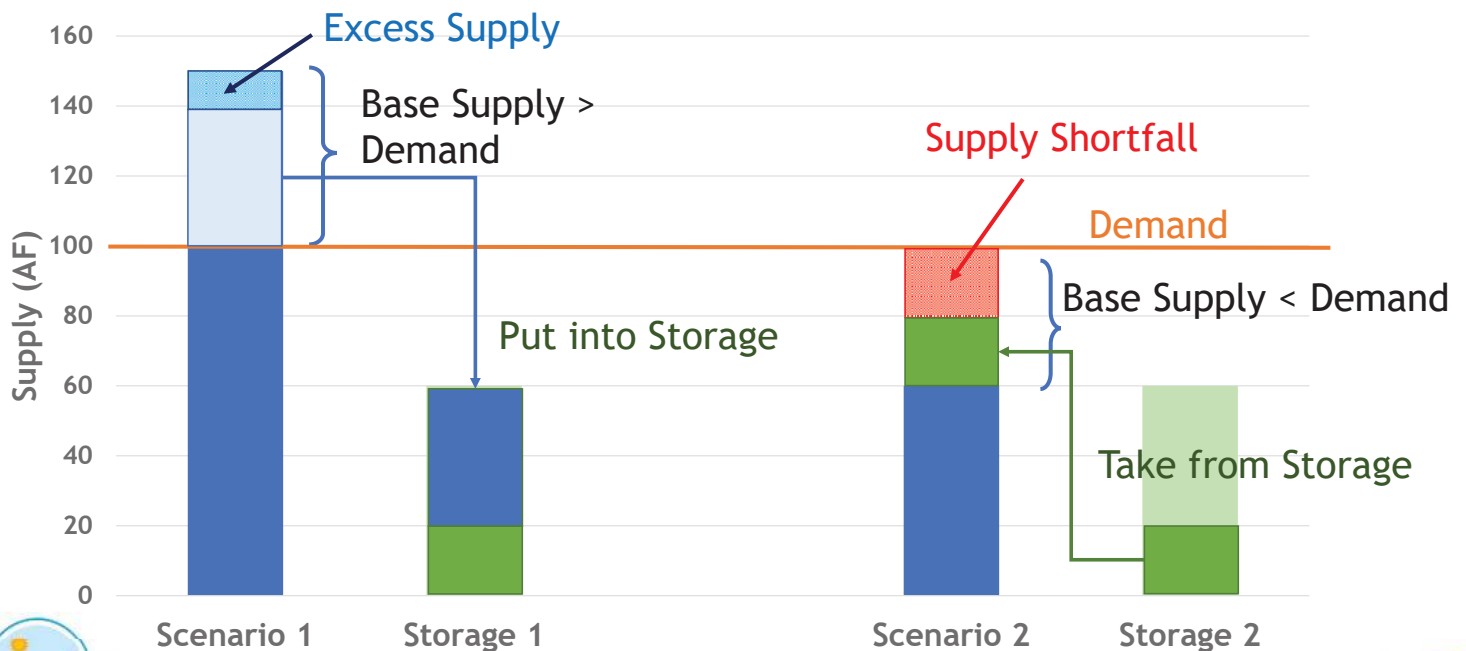 Excess Supply
Base Supply >
Demand
Supply Shortfall
Demand
Base Supply < Demand
Put into Storage
Take from Storage
Supply (AF)
160
140
120
100
80
60
40
20
0
Scenario 1
Storage 1
Scenario 2
Storage 2